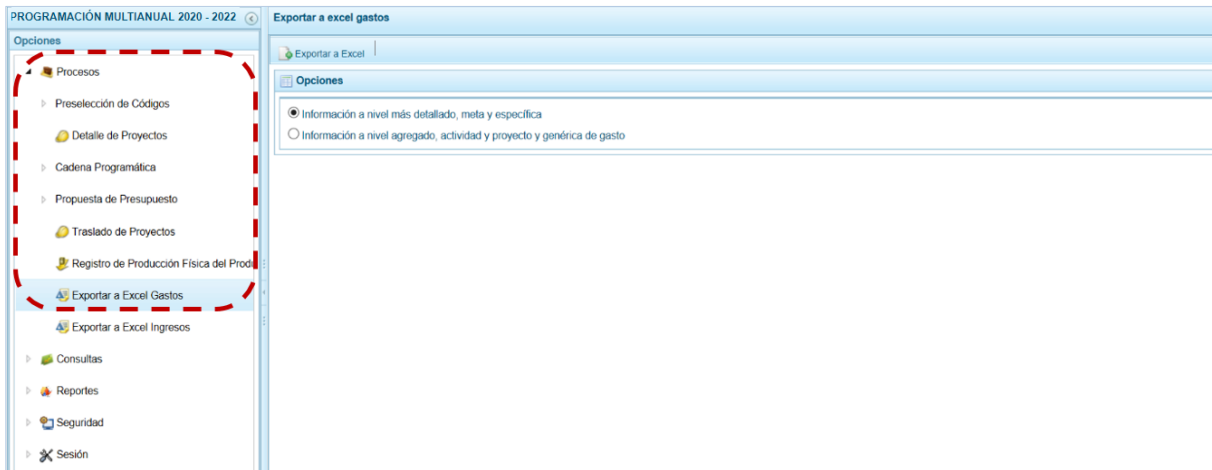 PROGRAMACIÓN MULTIANUAL 2020 - 2022
Opciones
Procesos
Preselección de Códigos
Detalle de Proyectos
Cadena Programática
Propuesta de Presupuesto
Traslado de Proyectos
Registro de Producción Física del Produ
Exportar a Excel Gastos
Exportar a Excel Ingresos
Consultas
Reportes
Seguridad
Sesión
Exportar a excel gastos
Exportar a Excel
Opciones
Información a nivel más detallado, meta y específica
Información a nivel agregado, actividad y proyecto y genérica de gasto